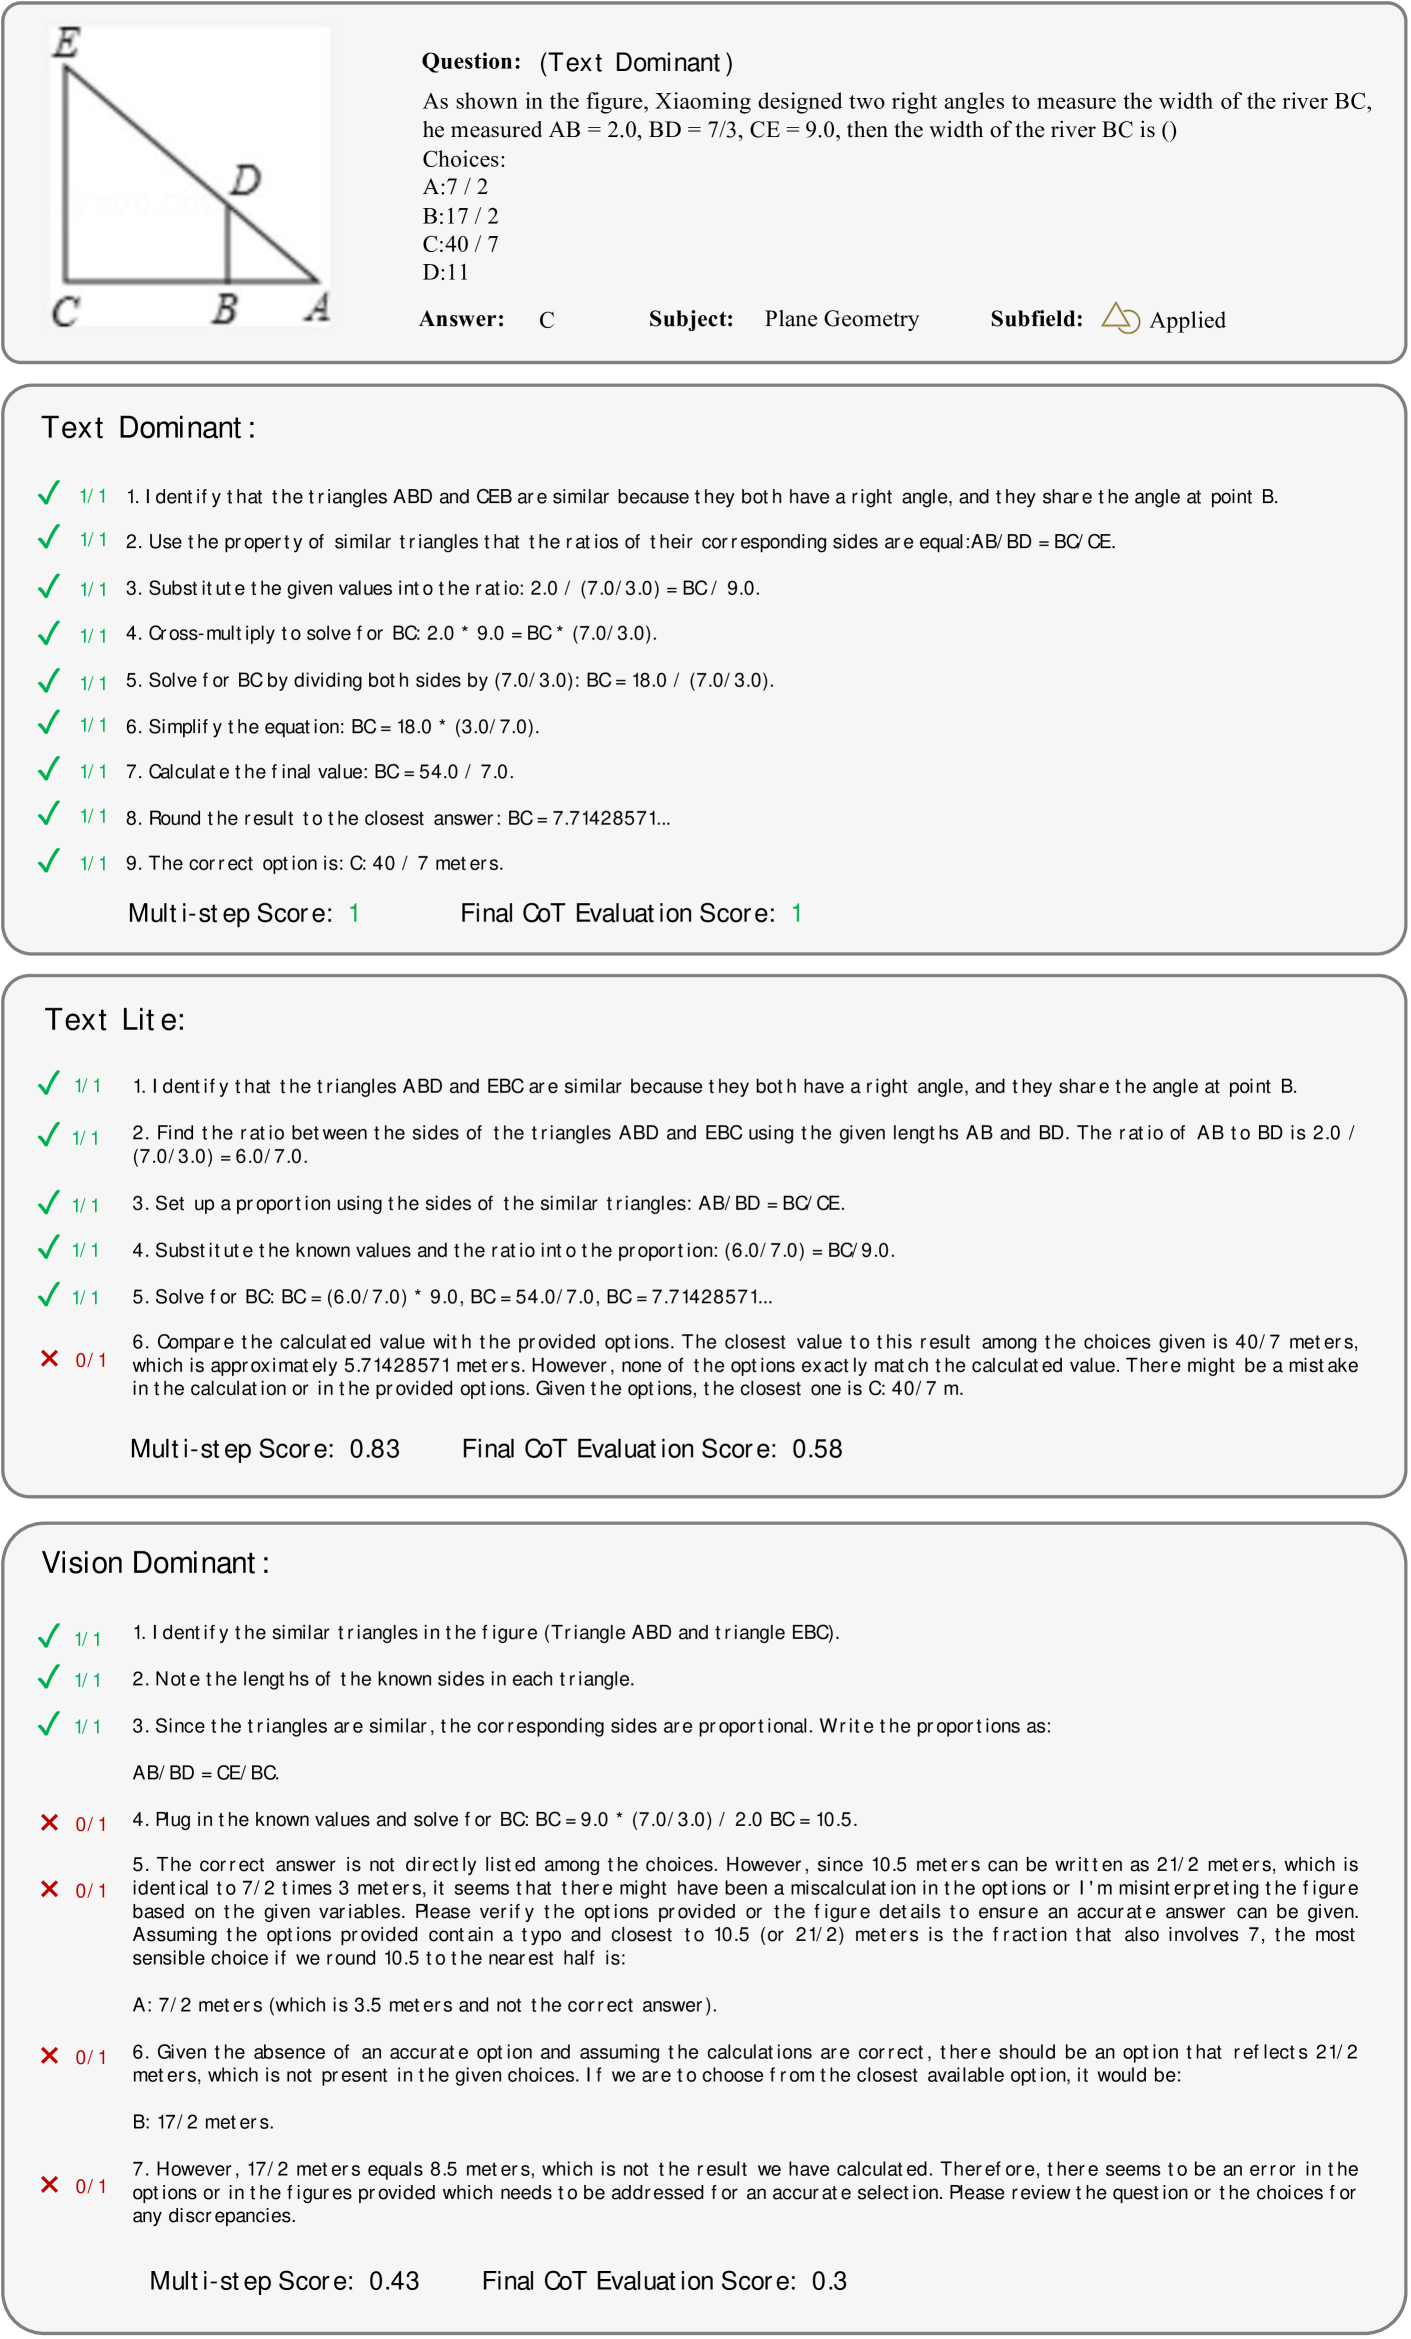 E
D
C
B
A
Question: (Text Dominant)
As shown in the figure, Xiaoming designed two right angles to measure the width of the river BC,
he measured AB = 2.0, BD = 7/3, CE = 9.0, then the width of the river BC is ()
Choices:
A:7 / 2
B:17 / 2
C:40 / 7
D:11
Answer: C Subject: Plane Geometry Subfield: Applied
Text Dominant:
1/1 1. Identify that the triangles ABD and CEB are similar because they both have a right angle, and they share the angle at point B.
1/1 2. Use the property of similar triangles that the ratios of their corresponding sides are equal:AB/BD = BC/CE.
1/1 3. Substitute the given values into the ratio: 2.0 / (7.0/3.0) = BC / 9.0.
1/1 4. Cross-multiply to solve for BC: 2.0 * 9.0 = BC * (7.0/3.0).
1/1 5. Solve for BC by dividing both sides by (7.0/3.0): BC = 18.0 / (7.0/3.0).
1/1 6. Simplify the equation: BC = 18.0 * (3.0/7.0).
1/1 7. Calculate the final value: BC = 54.0 / 7.0.
1/1 8. Round the result to the closest answer: BC = 7.71428571...
1/1 9. The correct option is: C: 40 / 7 meters.
Multi-step Score: 1 Final CoT Evaluation Score: 1
Text Lite:
1/1 1. Identify that the triangles ABD and EBC are similar because they both have a right angle, and they share the angle at point B.
1/1 2. Find the ratio between the sides of the triangles ABD and EBC using the given lengths AB and BD. The ratio of AB to BD is 2.0 /
(7.0/3.0) = 6.0/7.0.
1/1 3. Set up a proportion using the sides of the similar triangles: AB/BD = BC/CE.
1/1 4. Substitute the known values and the ratio into the proportion: (6.0/7.0) = BC/9.0.
1/1 5. Solve for BC: BC = (6.0/7.0) * 9.0, BC = 54.0/7.0, BC = 7.71428571...
0/1 6. Compare the calculated value with the provided options. The closest value to this result among the choices given is 40/7 meters,
which is approximately 5.71428571 meters. However, none of the options exactly match the calculated value. There might be a mistake
in the calculation or in the provided options. Given the options, the closest one is C: 40/7 m.
Multi-step Score: 0.83 Final CoT Evaluation Score: 0.58
Vision Dominant:
1/1 1. Identify the similar triangles in the figure (Triangle ABD and triangle EBC).
1/1 2. Note the lengths of the known sides in each triangle.
1/1 3. Since the triangles are similar, the corresponding sides are proportional. Write the proportions as:
AB/BD = CE/BC.
0/1 4. Plug in the known values and solve for BC: BC = 9.0 * (7.0/3.0) / 2.0 BC = 10.5.
0/1 5. The correct answer is not directly listed among the choices. However, since 10.5 meters can be written as 21/2 meters, which is
identical to 7/2 times 3 meters, it seems that there might have been a miscalculation in the options or I'm misinterpreting the figure
based on the given variables. Please verify the options provided or the figure details to ensure an accurate answer can be given.
Assuming the options provided contain a typo and closest to 10.5 (or 21/2) meters is the fraction that also involves 7, the most
sensible choice if we round 10.5 to the nearest half is:
A: 7/2 meters (which is 3.5 meters and not the correct answer).
0/1 6. Given the absence of an accurate option and assuming the calculations are correct, there should be an option that reflects 21/2
meters, which is not present in the given choices. If we are to choose from the closest available option, it would be:
B: 17/2 meters.
0/1 7. However, 17/2 meters equals 8.5 meters, which is not the result we have calculated. Therefore, there seems to be an error in the
options or in the figures provided which needs to be addressed for an accurate selection. Please review the question or the choices for
any discrepancies.
Multi-step Score: 0.43 Final CoT Evaluation Score: 0.3